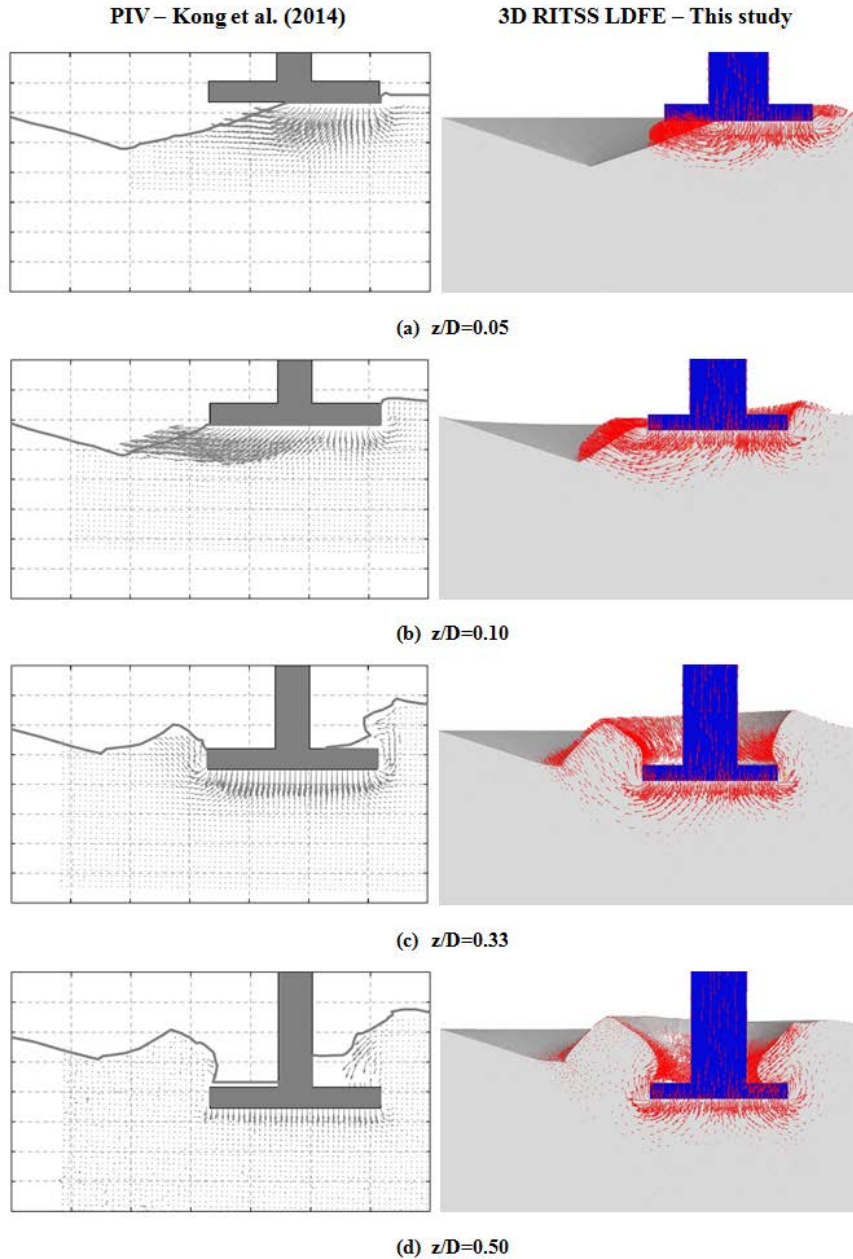 PIV – Kong et al. (2014)
3D RITSS LDFE – This study
(a) z/D=0.05
(b) z/D=0.10
(c) z/D=0.33
(d) z/D=0.50